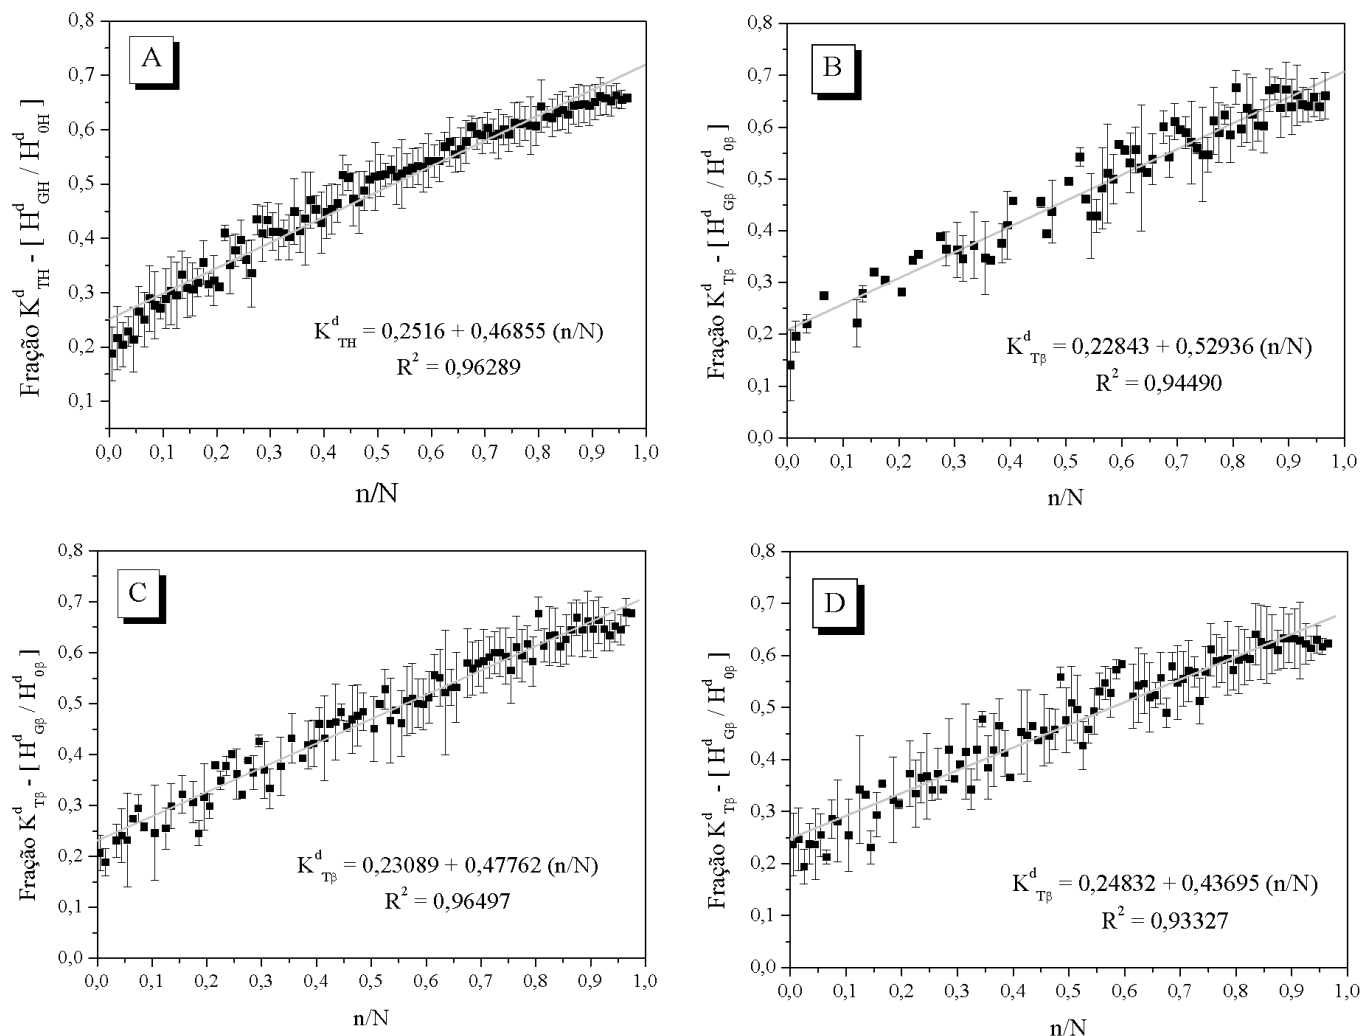 A
Fração K^d_TH - [ H^d_GH / H^d_0H ]
0,8
0,7
0,6
0,5
0,4
0,3
0,2
0,1
K^d_TH = 0,2516 + 0,46855 (n/N)
R^2 = 0,96289
0,0 0,1 0,2 0,3 0,4 0,5 0,6 0,7 0,8 0,9 1,0
n/N
B
Fração K^d_Tβ - [ H^d_Gβ / H^d_0β ]
0,8
0,7
0,6
0,5
0,4
0,3
0,2
0,1
0,0
K^d_Tβ = 0,22843 + 0,52936 (n/N)
R^2 = 0,94490
0,0 0,1 0,2 0,3 0,4 0,5 0,6 0,7 0,8 0,9 1,0
n/N
C
Fração K^d_Tβ - [ H^d_Gβ / H^d_0β ]
0,8
0,7
0,6
0,5
0,4
0,3
0,2
0,1
0,0
K^d_Tβ = 0,23089 + 0,47762 (n/N)
R^2 = 0,96497
0,0 0,1 0,2 0,3 0,4 0,5 0,6 0,7 0,8 0,9 1,0
n/N
D
Fração K^d_Tβ - [ H^d_Gβ / H^d_0β ]
0,8
0,7
0,6
0,5
0,4
0,3
0,2
0,1
0,0
K^d_Tβ = 0,24832 + 0,43695 (n/N)
R^2 = 0,93327
0,0 0,1 0,2 0,3 0,4 0,5 0,6 0,7 0,8 0,9 1,0
n/N